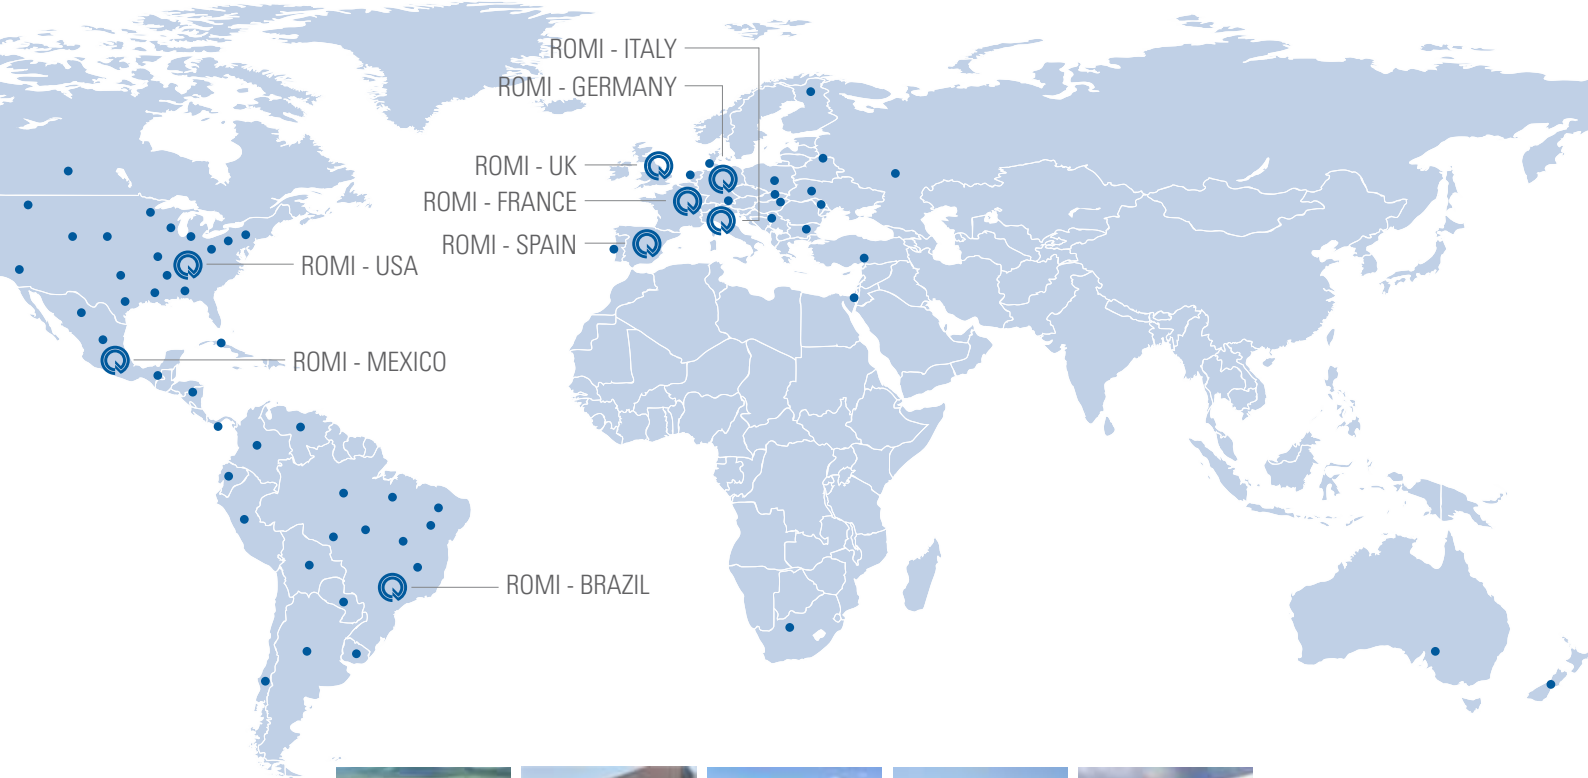 ROMI - ITALY
ROMI - GERMANY
ROMI - UK
ROMI - FRANCE
ROMI - SPAIN
ROMI - USA
ROMI - MEXICO
ROMI - BRAZIL